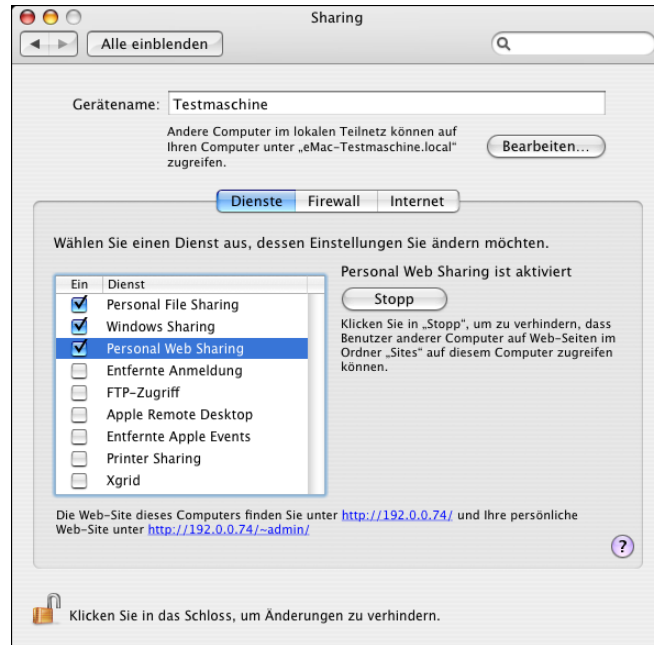 Sharing
Alle einblenden
Gerätename: Testmaschine
Andere Computer im lokalen Teilnetz können auf
Ihren Computer unter „eMac-Testmaschine.local“
zugreifen.
Bearbeiten...
Dienste Firewall Internet
Wählen Sie einen Dienst aus, dessen Einstellungen Sie ändern möchten.
Ein Dienst
Personal File Sharing
Windows Sharing
Personal Web Sharing
Entfernte Anmeldung
FTP-Zugriff
Apple Remote Desktop
Entfernte Apple Events
Printer Sharing
Xgrid
Personal Web Sharing ist aktiviert
Stopp
Klicken Sie in „Stopp“, um zu verhindern, dass
Benutzer anderer Computer auf Web-Seiten im
Ordner „Sites“ auf diesem Computer zugreifen
können.
Die Web-Site dieses Computers finden Sie unter http://192.0.0.74/ und Ihre persönliche
Web-Site unter http://192.0.0.74/~admin/
?
Klicken Sie in das Schloss, um Änderungen zu verhindern.